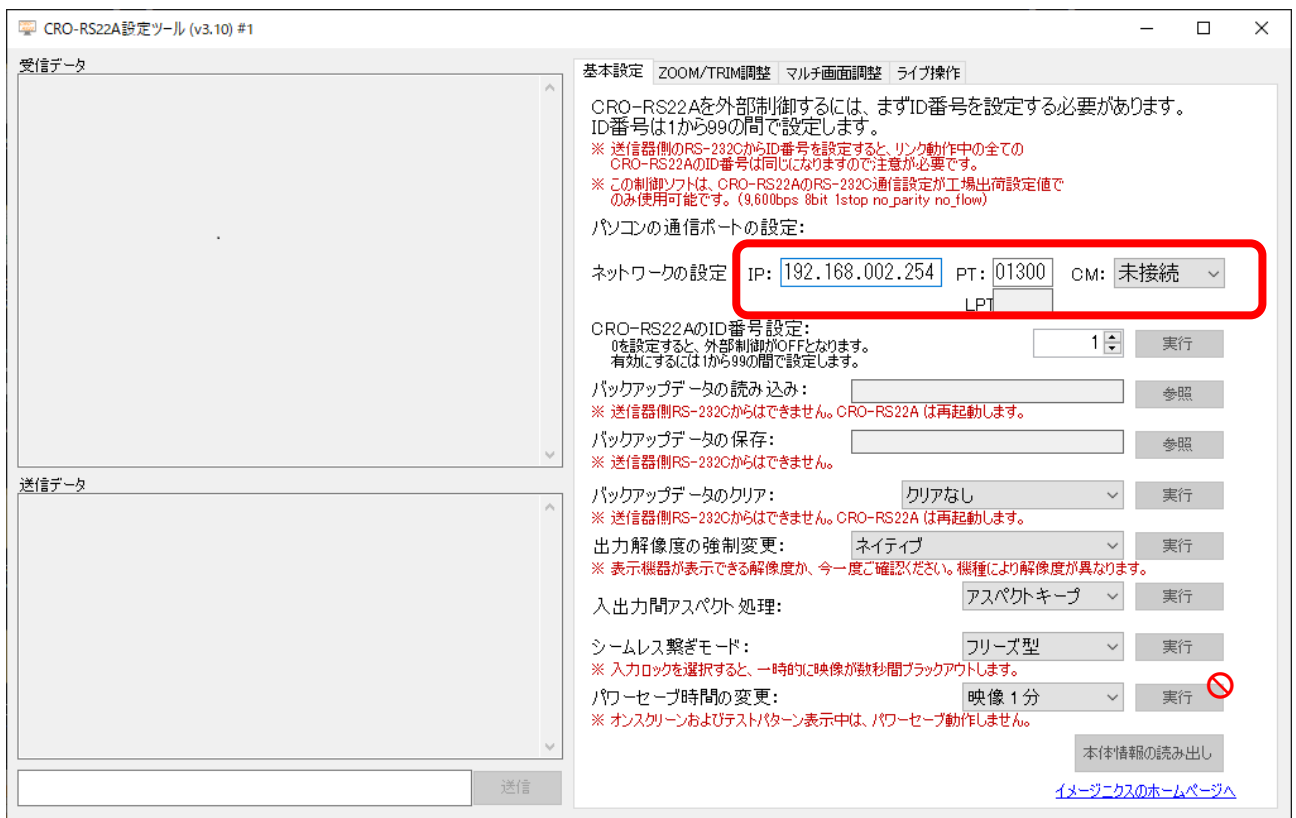 CRO-RS22A設定ツール (v3.10) #1
受信データ
送信データ
送信
基本設定 ZOOM/TRIM調整 マルチ画面調整 ライブ操作
CRO-RS22Aを外部制御するには、まずID番号を設定する必要があります。
ID番号は1から99の間で設定します。
※ 送信器側のRS-232CからID番号を設定すると、リンク動作中の全ての
CRO-RS22AのID番号は同じになりますので注意が必要です。
※ この制御ソフトは、CRO-RS22AのRS-232C通信設定が工場出荷設定値で
のみ使用可能です。(9,600bps 8bit 1stop no_parity no_flow)
パソコンの通信ポートの設定:
ネットワークの設定 IP: 192.168.002.254 PT: 01300 CM: 未接続
LPT
CRO-RS22AのID番号設定:
0を設定すると、外部制御がOFFとなります。
有効にするには1から99の間で設定します。
1 実行
バックアップデータの読み込み: 参照
※ 送信器側RS-232Cからはできません。CRO-RS22A は再起動します。
バックアップデータの保存: 参照
※ 送信器側RS-232Cからはできません。
バックアップデータのクリア: クリアなし 実行
※ 送信器側RS-232Cからはできません。CRO-RS22A は再起動します。
出力解像度の強制変更: ネイティブ 実行
※ 表示機器が表示できる解像度か、今一度ご確認ください。機種により解像度が異なります。
入出力間アスペクト処理: アスペクトキープ 実行
シームレス繋ぎモード: フリーズ型 実行
※ 入力ロックを選択すると、一時的に映像が数秒間ブラックアウトします。
パワーセーブ時間の変更: 映像1分 実行
※ オンスクリーンおよびテストパターン表示中は、パワーセーブ動作しません。
本体情報の読み出し
イメージニクスのホームページへ